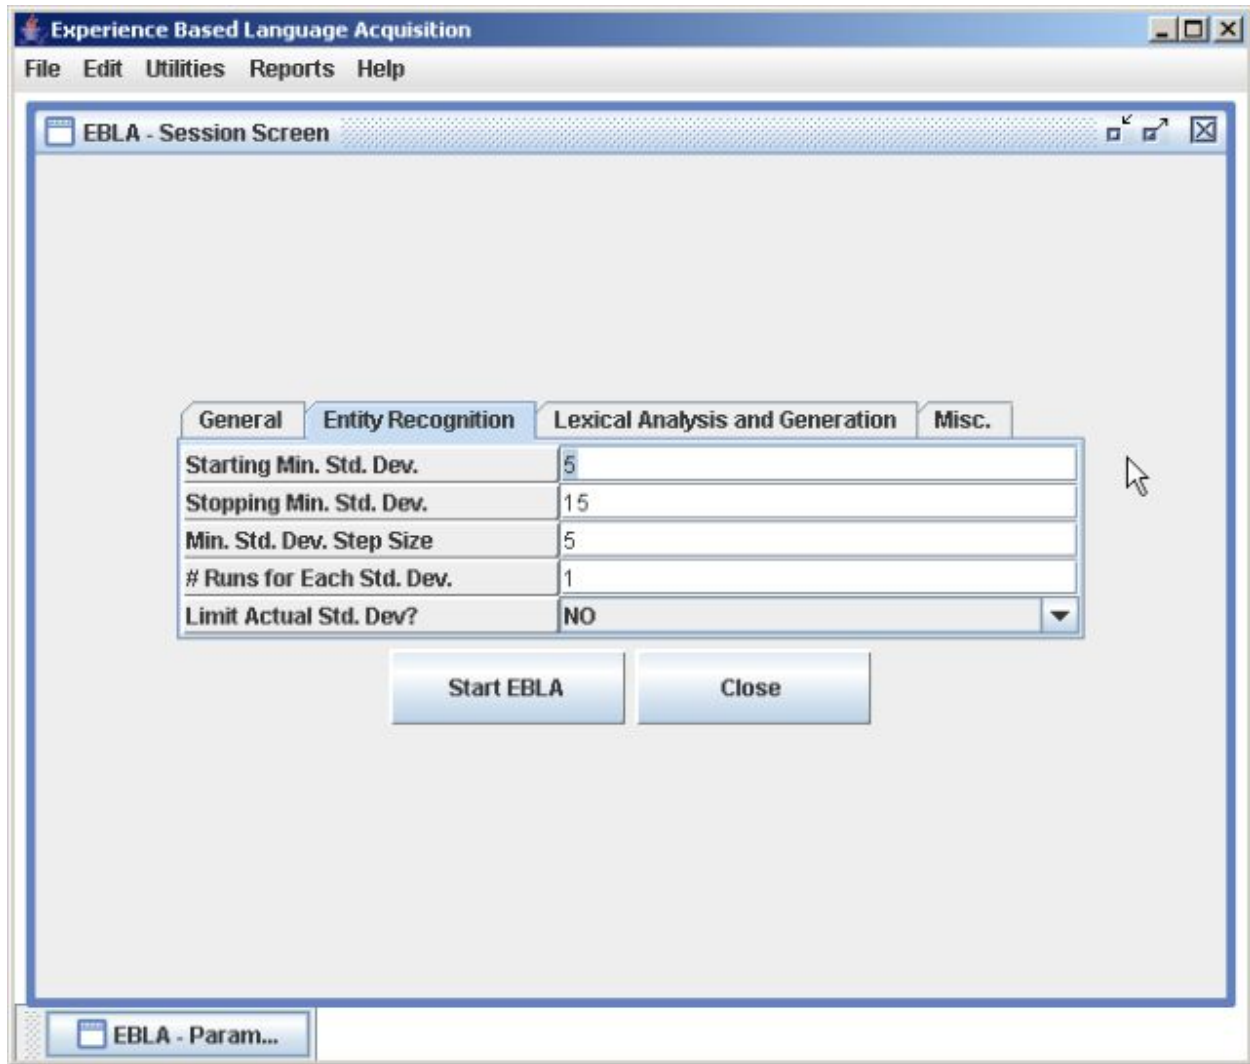 Experience Based Language Acquisition
File Edit Utilities Reports Help
EBLA - Session Screen
General Entity Recognition Lexical Analysis and Generation Misc.
Starting Min. Std. Dev. 5
Stopping Min. Std. Dev. 15
Min. Std. Dev. Step Size 5
# Runs for Each Std. Dev. 1
Limit Actual Std. Dev? NO
Start EBLA Close
EBLA - Param...